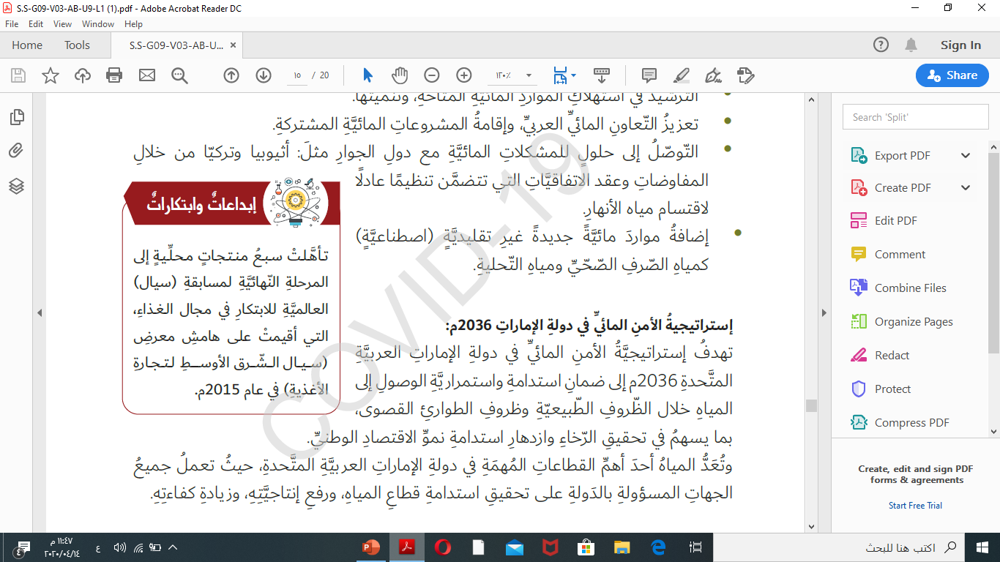 S.S-G09-V03-AB-U9-L1 (1).pdf - Adobe Acrobat Reader DC
File Edit View Window Help
Home Tools S.S-G09-V03-AB-U... × Sign In
١٥ / 20 ١٢٠٪ Share
الترشيدُ في استهلاكِ المواردِ المائيَّةِ المتاحةِ، وتنميتها.
تعزيزُ التّعاونِ المائيِّ العربيِّ، وإقامةُ المشروعاتِ المائيَّةِ المشتركةِ.
التّوصّلُ إلى حلولٍ للمشكلاتِ المائيَّةِ مع دولِ الجوارِ مثلَ: أثيوبيا وتركيّا من خلالِ
المفاوضاتِ وعقد الاتفاقيَّاتِ التي تتضمَّن تنظيمًا عادلًا
لاقتسام مياه الأنهارِ.
إضافةُ مواردَ مائيَّةً جديدةً غيرِ تقليديَّةٍ (اصطناعيَّةٍ)
كمياهِ الصّرفِ الصّحّيِّ ومياهِ التّحليةِ.
إبداعاتٌ وابتكاراتٌ
تأهَّلتْ سبعُ منتجاتٍ محلِّيةٍ إلى
المرحلةِ النّهائيَّةِ لمسابقةِ (سيال)
العالميَّةِ للابتكارِ في مجال الغذاءِ،
التي أقيمتْ على هامشِ معرضِ
(سيال الشّرق الأوسطِ لتجارةِ
الأغذيةِ) في عام 2015م.
إستراتيجيةُ الأمنِ المائيِّ في دولةِ الإماراتِ 2036م:
تهدفُ إستراتيجيَّةُ الأمنِ المائيِّ في دولةِ الإماراتِ العربيَّةِ
المتَّحدةِ 2036م إلى ضمانِ استدامةِ واستمراريَّةِ الوصولِ إلى
المياهِ خلال الظّروفِ الطّبيعيّةِ وظروفِ الطوارئِ القصوى،
بما يسهمُ في تحقيقِ الرّخاءِ وازدهارِ استدامةِ نموِّ الاقتصادِ الوطنيِّ.
وتُعَدُّ المياهُ أحدَ أهمِّ القطاعاتِ المُهمَةِ في دولةِ الإماراتِ العربيَّةِ المتَّحدةِ، حيثُ تعملُ جميعُ
الجهاتِ المسؤولةِ بالدَولةِ على تحقيقِ استدامةِ قطاعِ المياهِ، ورفعِ إنتاجيَّتِهِ، وزيادةِ كفاءتِهِ.
COVID-19
Search 'Split'
Export PDF
Create PDF
Edit PDF
Comment
Combine Files
Organize Pages
Redact
Protect
Compress PDF
Create, edit and sign PDF
forms & agreements
Start Free Trial
اكتب هنا للبحث
ع
١١:٤٧ م
٢٠٢٠/٠٤/١٤
٤